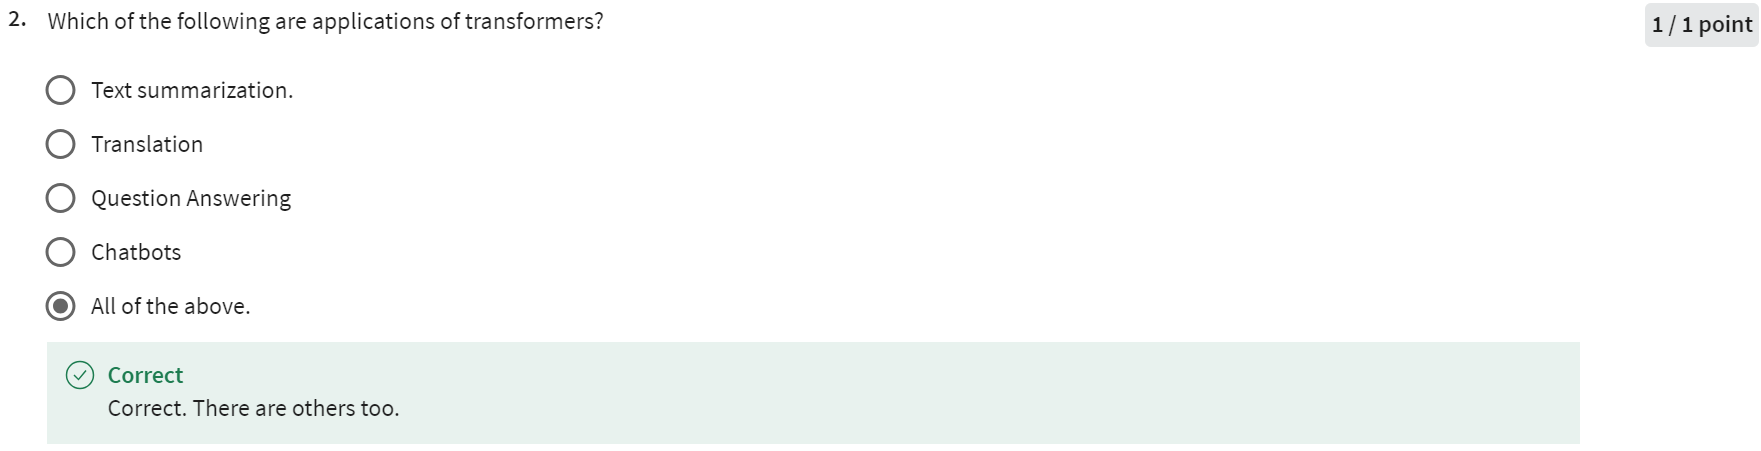 2. Which of the following are applications of transformers?
1 / 1 point
Text summarization.
Translation
Question Answering
Chatbots
All of the above.
Correct
Correct. There are others too.